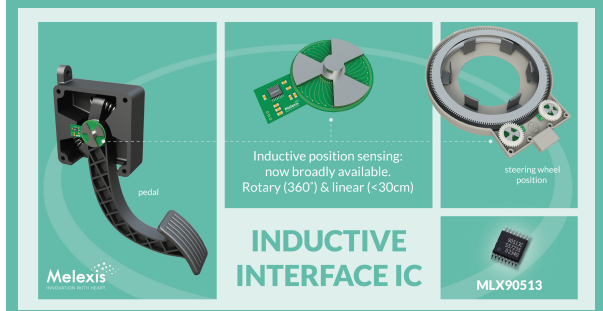 Melexis
Inductive position sensing:
now broadly available.
Rotary (360°) & linear (<30cm)
pedal
steering wheel
position
INDUCTIVE
INTERFACE IC
Melexis
INNOVATION WITH HEART
MLX90513